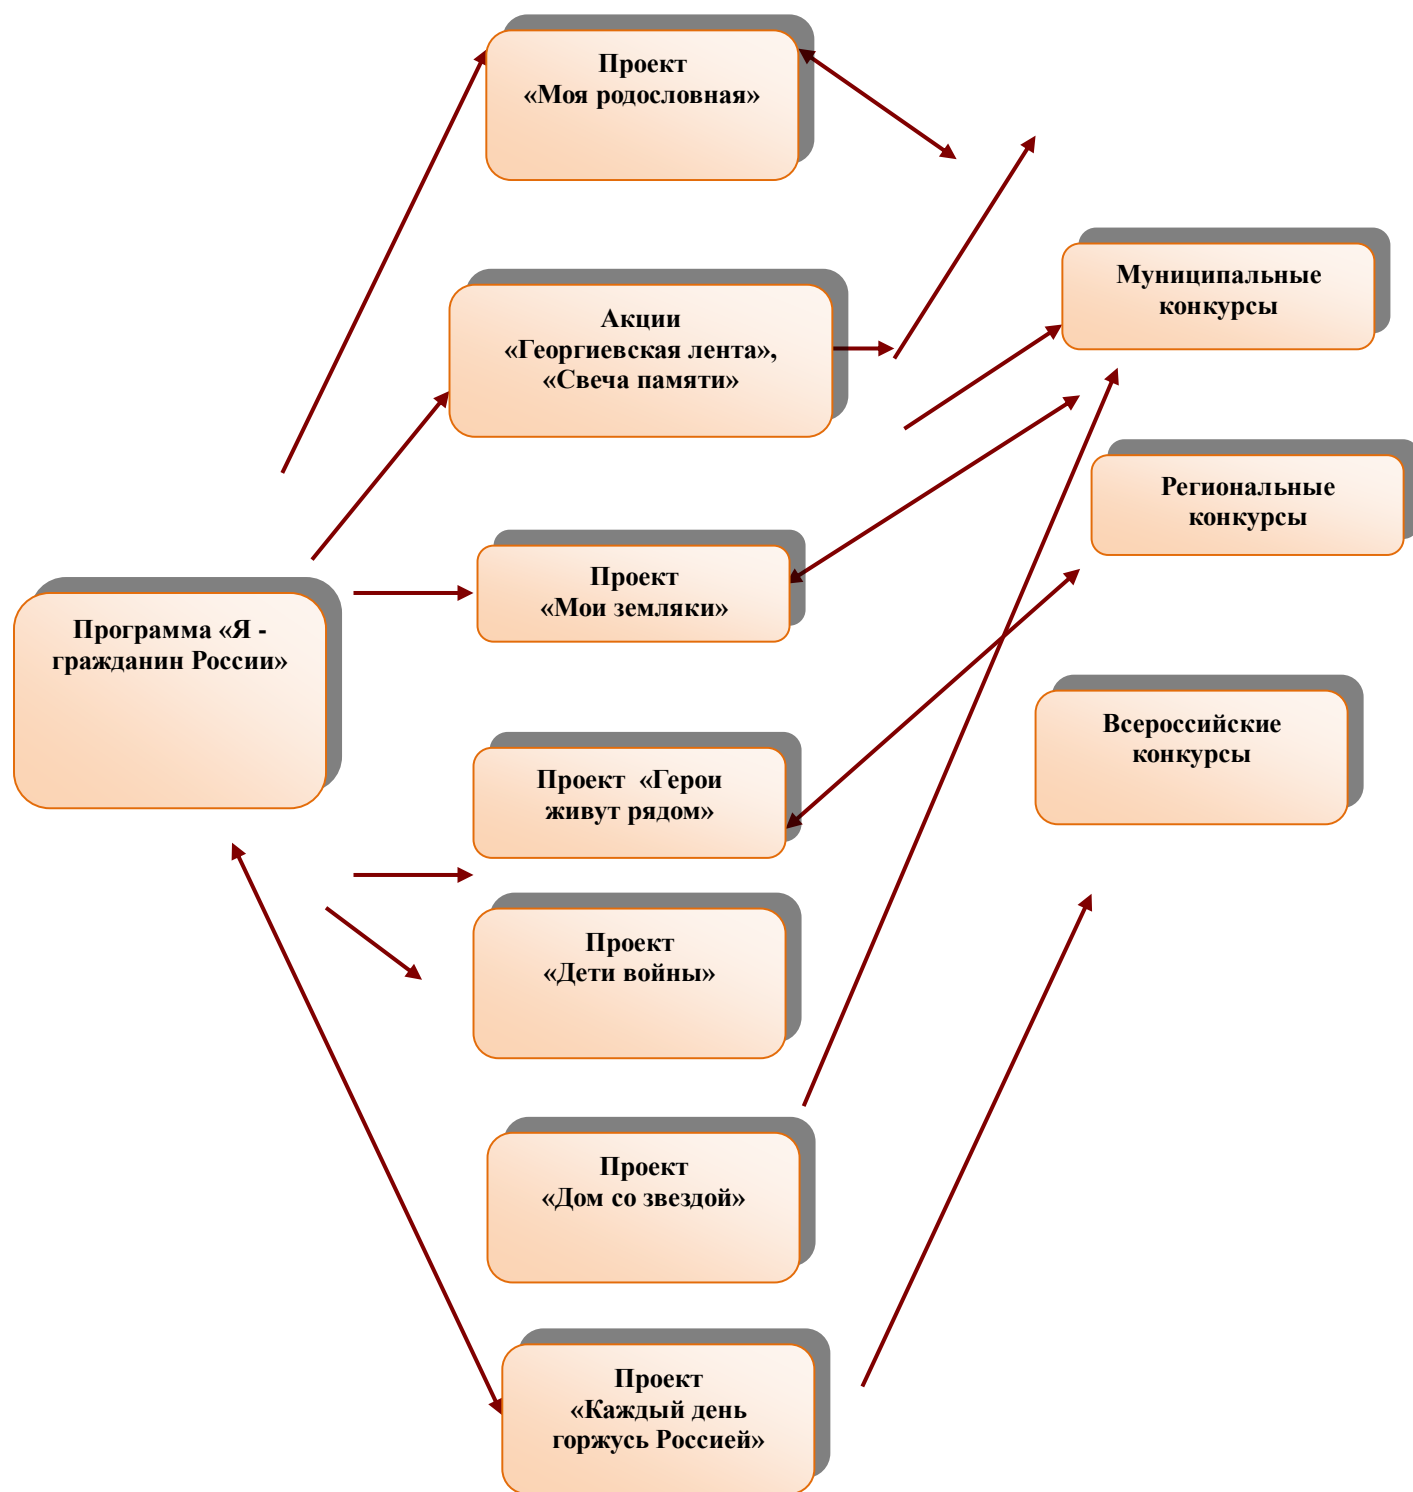 Проект
«Моя родословная»
Муниципальные
конкурсы
Акции
«Георгиевская лента»,
«Свеча памяти»
Региональные
конкурсы
Проект
«Мои земляки»
Программа «Я -
гражданин России»
Всероссийские
конкурсы
Проект «Герои
живут рядом»
Проект
«Дети войны»
Проект
«Дом со звездой»
Проект
«Каждый день
горжусь Россией»